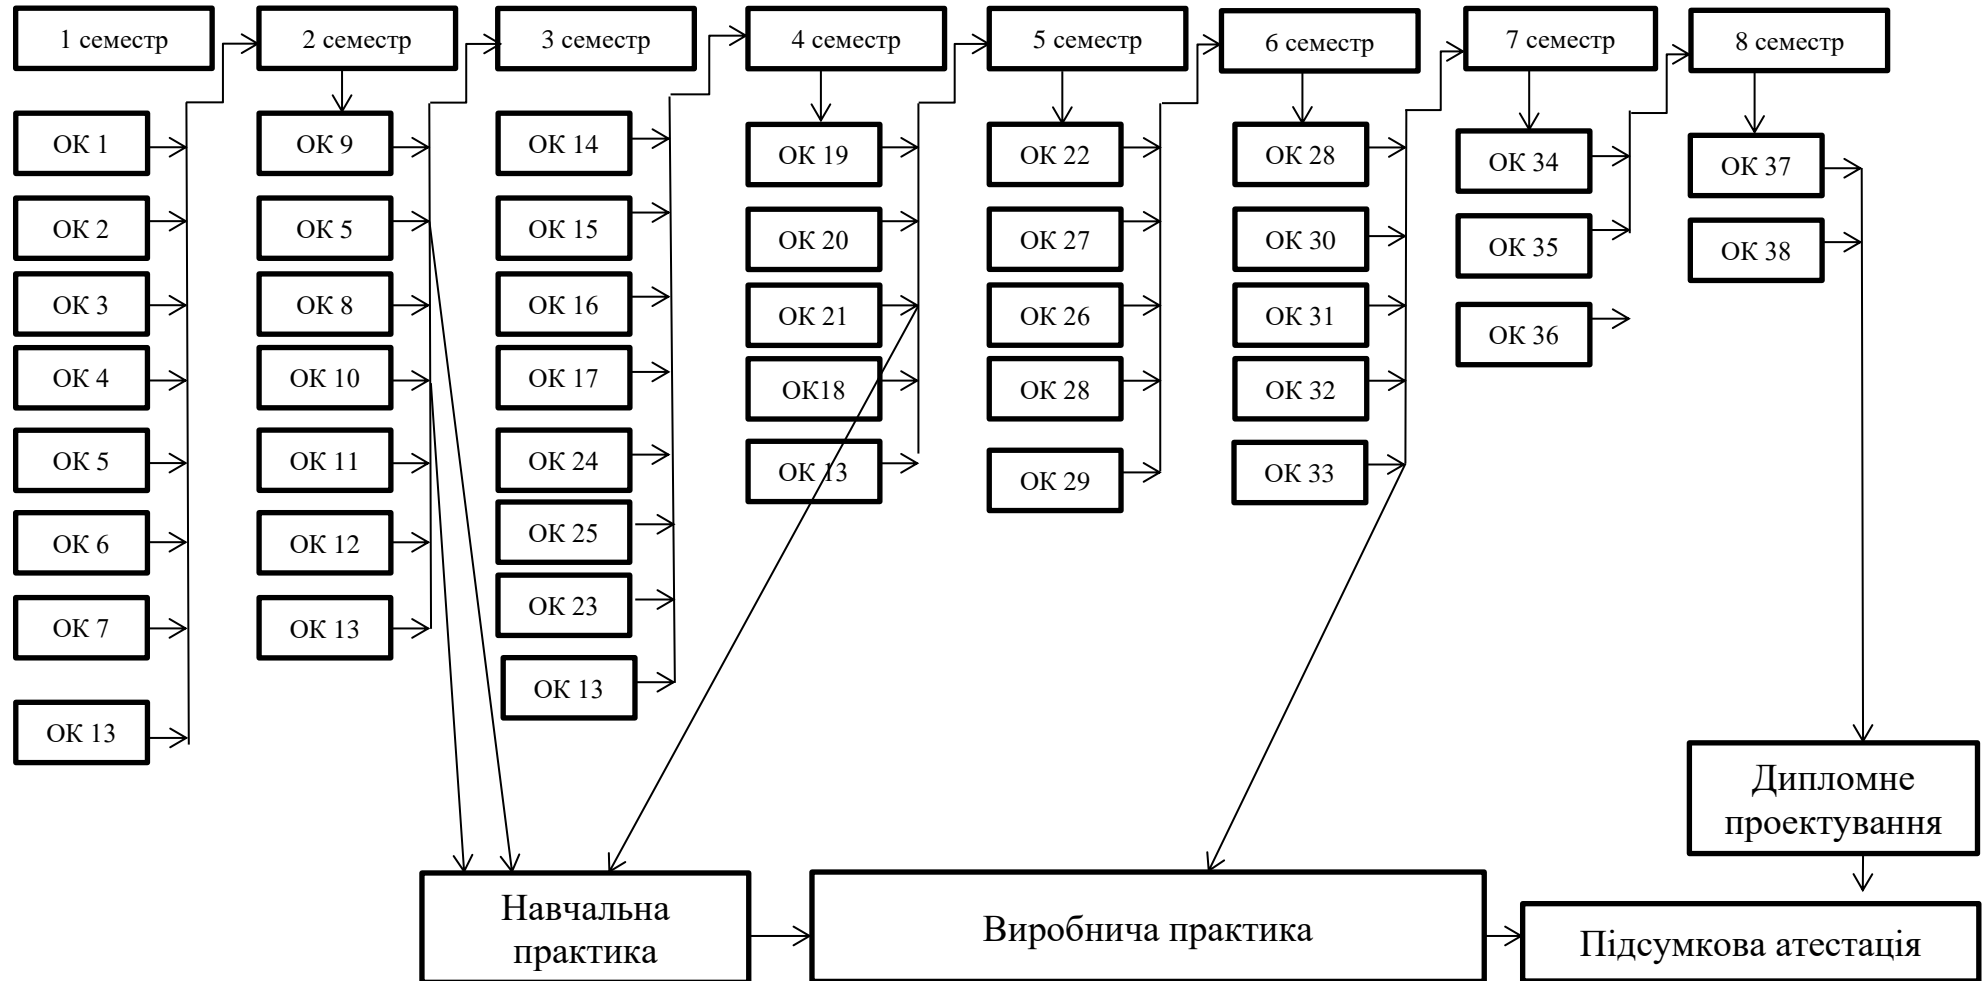 1 семестр
2 семестр
3 семестр
4 семестр
5 семестр
6 семестр
7 семестр
8 семестр
ОК 1
ОК 2
ОК 3
ОК 4
ОК 5
ОК 6
ОК 7
ОК 13
ОК 9
ОК 5
ОК 8
ОК 10
ОК 11
ОК 12
ОК 13
ОК 14
ОК 15
ОК 16
ОК 17
ОК 24
ОК 25
ОК 23
ОК 13
ОК 19
ОК 20
ОК 21
ОК18
ОК 13
ОК 22
ОК 27
ОК 26
ОК 28
ОК 29
ОК 28
ОК 30
ОК 31
ОК 32
ОК 33
ОК 34
ОК 35
ОК 36
ОК 37
ОК 38
Дипломне
проектування
Навчальна
практика
Виробнича практика
Підсумкова атестація